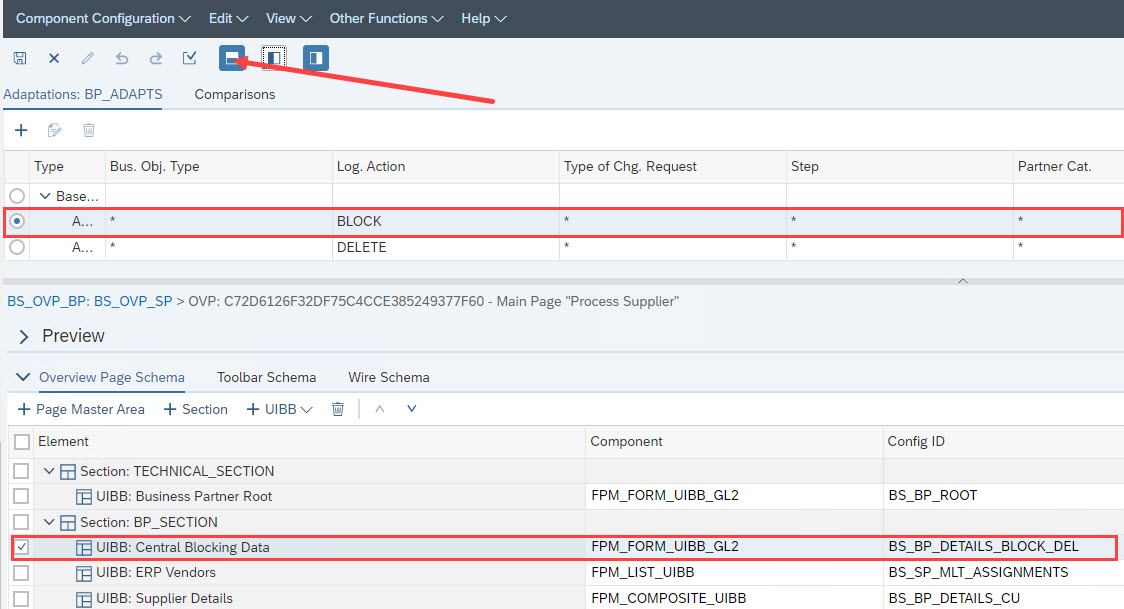 Component Configuration Edit View Other Functions Help
Adaptations: BP_ADAPTS Comparisons
Type Bus. Obj. Type Log. Action Type of Chg. Request Step Partner Cat.
Base...
A... * BLOCK * * *
A... * DELETE * * *
BS_OVP_BP: BS_OVP_SP > OVP: C72D6126F32DF75C4CCE385249377F60 - Main Page "Process Supplier"
Preview
Overview Page Schema Toolbar Schema Wire Schema
Page Master Area Section UIBB
Element Component Config ID
Section: TECHNICAL_SECTION
UIBB: Business Partner Root FPM_FORM_UIBB_GL2 BS_BP_ROOT
Section: BP_SECTION
UIBB: Central Blocking Data FPM_FORM_UIBB_GL2 BS_BP_DETAILS_BLOCK_DEL
UIBB: ERP Vendors FPM_LIST_UIBB BS_SP_MLT_ASSIGNMENTS
UIBB: Supplier Details FPM_COMPOSITE_UIBB BS_BP_DETAILS_CU